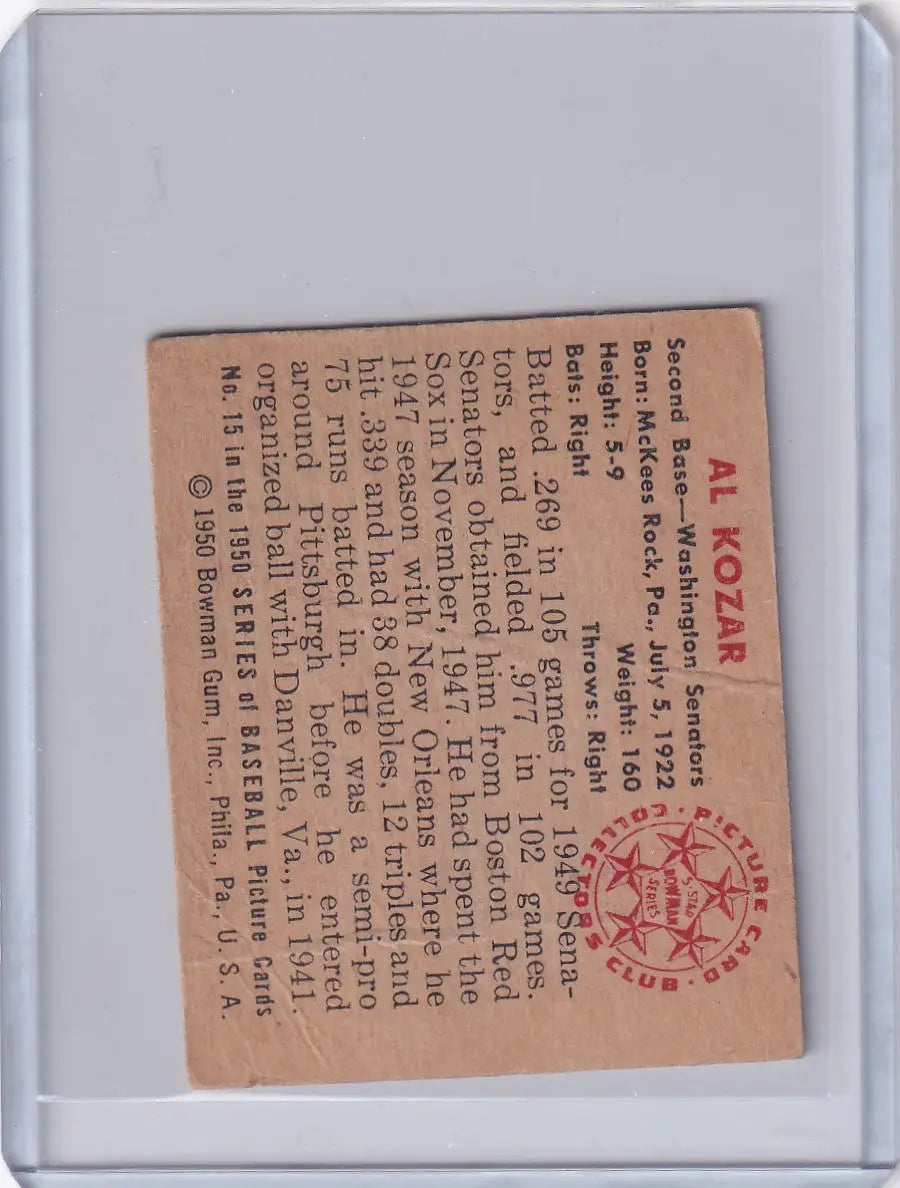 AL KOZAR
Second Base—Washington Senators
Born: McKees Rock, Pa., July 5, 1922
Height: 5-9 Weight: 160
Bats: Right Throws: Right
Batted .269 in 105 games for 1949 Sena-
tors, and fielded .977 in 102 games.
Senators obtained him from Boston Red
Sox in November, 1947. He had spent the
1947 season with New Orleans where he
hit .339 and had 38 doubles, 12 triples and
75 runs batted in. He was a semi-pro
around Pittsburgh before he entered
organized ball with Danville, Va., in 1941.
No. 15 in the 1950 SERIES of BASEBALL Picture Cards
© 1950 Bowman Gum, Inc., Phila., Pa., U. S. A.
PICTURE CARD · COLLECTORS CLUB ·
5-STAR
BOWMAN
SERIES